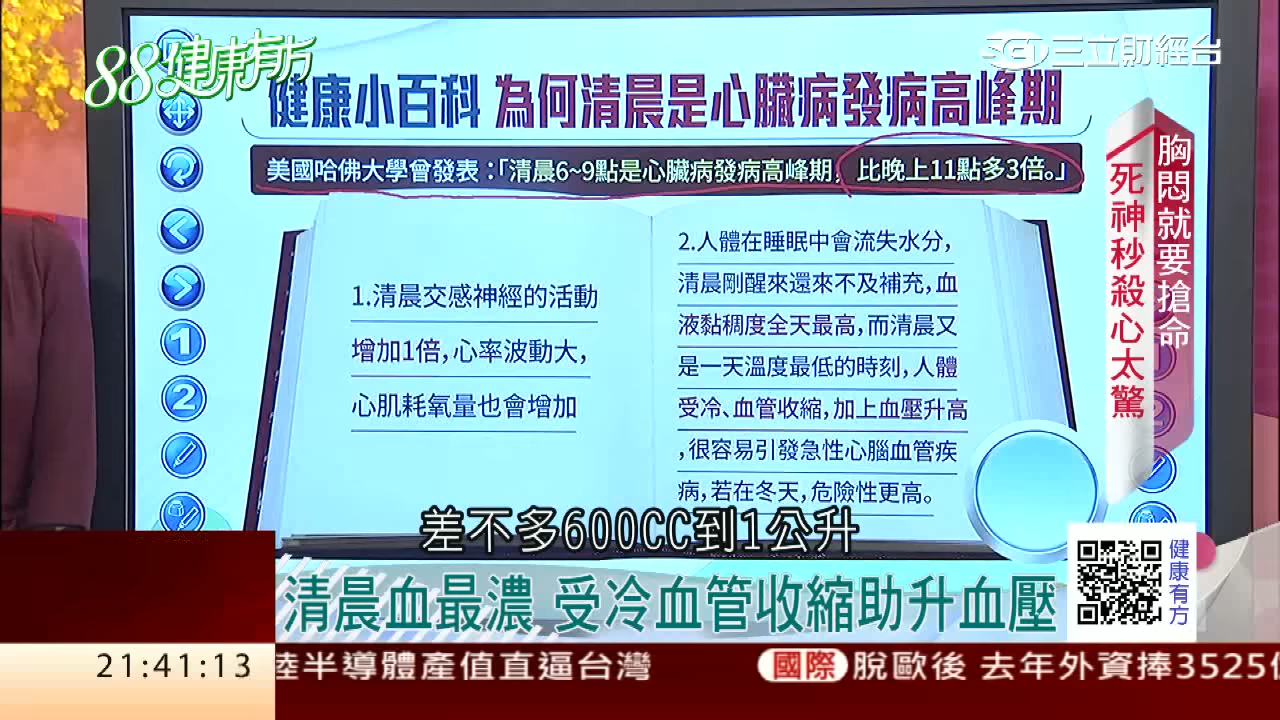 88健康有方
SET三立財經台
健康小百科 為何清晨是心臟病發病高峰期
美國哈佛大學曾發表：「清晨6~9點是心臟病發病高峰期，比晚上11點多3倍。」
1.清晨交感神經的活動
增加1倍，心率波動大，
心肌耗氧量也會增加
2.人體在睡眠中會流失水分，
清晨剛醒來還來不及補充，血
液黏稠度全天最高，而清晨又
是一天溫度最低的時刻，人體
受冷、血管收縮，加上血壓升高
，很容易引發急性心腦血管疾
病，若在冬天，危險性更高。
1
2
胸悶就要搶命
死神秒殺心太驚
2
差不多600CC到1公升
清晨血最濃 受冷血管收縮助升血壓
健康有方
21:41:13
陸半導體產值直逼台灣
國際 脫歐後 去年外資捧3525